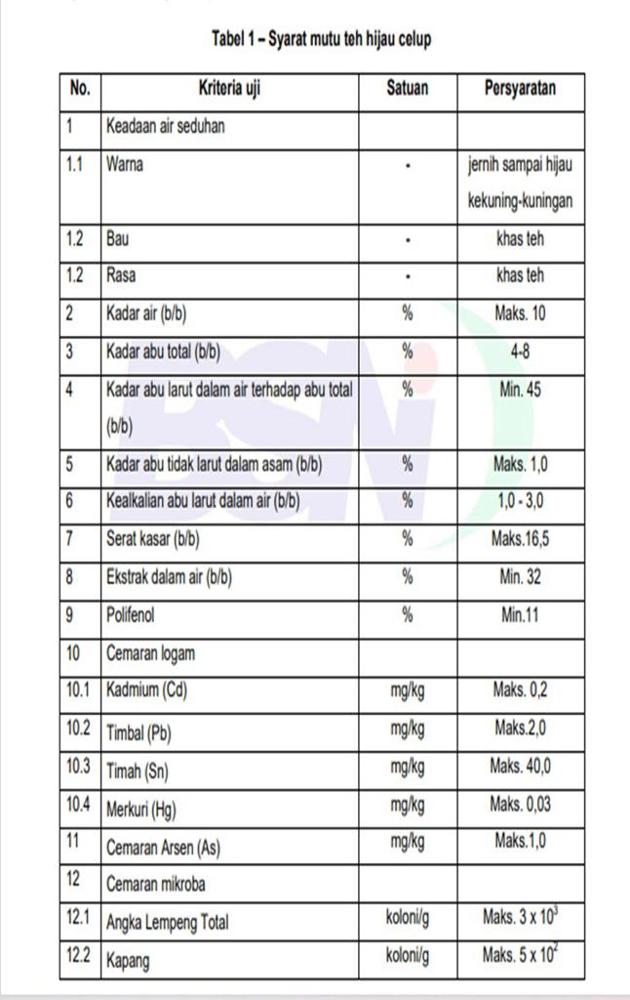 Tabel 1 – Syarat mutu teh hijau celup
No. Kriteria uji Satuan Persyaratan
1 Keadaan air seduhan
1.1 Warna - jernih sampai hijau
kekuning-kuningan
1.2 Bau - khas teh
1.2 Rasa - khas teh
2 Kadar air (b/b) % Maks. 10
3 Kadar abu total (b/b) % 4-8
4 Kadar abu larut dalam air terhadap abu total % Min. 45
(b/b)
5 Kadar abu tidak larut dalam asam (b/b) % Maks. 1,0
6 Kealkalian abu larut dalam air (b/b) % 1,0 - 3,0
7 Serat kasar (b/b) % Maks.16,5
8 Ekstrak dalam air (b/b) % Min. 32
9 Polifenol % Min.11
10 Cemaran logam
10.1 Kadmium (Cd) mg/kg Maks. 0,2
10.2 Timbal (Pb) mg/kg Maks.2,0
10.3 Timah (Sn) mg/kg Maks. 40,0
10.4 Merkuri (Hg) mg/kg Maks. 0,03
11 Cemaran Arsen (As) mg/kg Maks.1,0
12 Cemaran mikroba
12.1 Angka Lempeng Total koloni/g Maks. 3 x 10³
12.2 Kapang koloni/g Maks. 5 x 10²
BSN